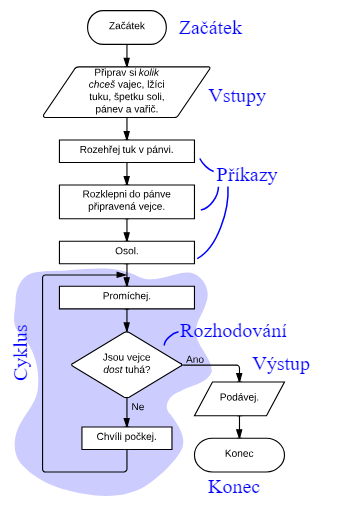 Začátek
Začátek
Připrav si kolik
chceš vajec, lžíci
tuku, špetku soli,
pánev a vařič.
Vstupy
Rozehřej tuk v pánvi.
Příkazy
Rozklepni do pánve
připravená vejce.
Osol.
Promíchej.
Cyklus
Rozhodování
Jsou vejce
dost tuhá?
Ano
Výstup
Ne
Podávej.
Chvíli počkej.
Konec
Konec